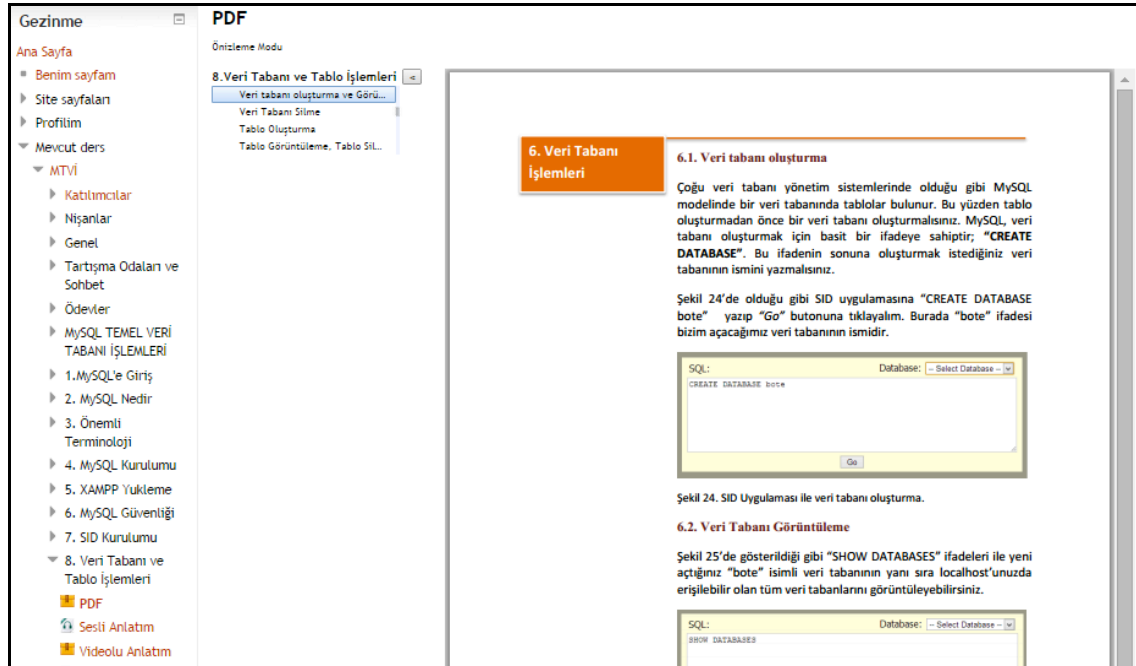 Gezinme
Ana Sayfa
Benim sayfam
Site sayfaları
Profilim
Mevcut ders
MTVİ
Katılımcılar
Nişanlar
Genel
Tartışma Odaları ve
Sohbet
Ödevler
MySQL TEMEL VERİ
TABANI İŞLEMLERİ
1.MySQL'e Giriş
2. MySQL Nedir
3. Önemli
Terminoloji
4. MySQL Kurulumu
5. XAMPP Yukleme
6. MySQL Güvenliği
7. SID Kurulumu
8. Veri Tabanı ve
Tablo İşlemleri
PDF
Sesli Anlatım
Videolu Anlatım
PDF
Önizleme Modu
8.Veri Tabanı ve Tablo İşlemleri <
Veri tabanı oluşturma ve Görü...
Veri Tabanı Silme
Tablo Oluşturma
Tablo Görüntüleme, Tablo Sil...
6. Veri Tabanı
İşlemleri
6.1. Veri tabanı oluşturma
Çoğu veri tabanı yönetim sistemlerinde olduğu gibi MySQL
modelinde bir veri tabanında tablolar bulunur. Bu yüzden tablo
oluşturmadan önce bir veri tabanı oluşturmalısınız. MySQL, veri
tabanı oluşturmak için basit bir ifadeye sahiptir; “CREATE
DATABASE”. Bu ifadenin sonuna oluşturmak istediğiniz veri
tabanının ismini yazmalısınız.
Şekil 24’de olduğu gibi SID uygulamasına “CREATE DATABASE
bote” yazıp “Go” butonuna tıklayalım. Burada “bote” ifadesi
bizim açacağımız veri tabanının ismidir.
SQL: Database: -- Select Database --
CREATE DATABASE bote
Go
Şekil 24. SID Uygulaması ile veri tabanı oluşturma.
6.2. Veri Tabanı Görüntüleme
Şekil 25’de gösterildiği gibi “SHOW DATABASES” ifadeleri ile yeni
açtığınız “bote” isimli veri tabanının yanı sıra localhost’unuzda
erişilebilir olan tüm veri tabanlarını görüntüleyebilirsiniz.
SQL: Database: -- Select Database --
SHOW DATABASES